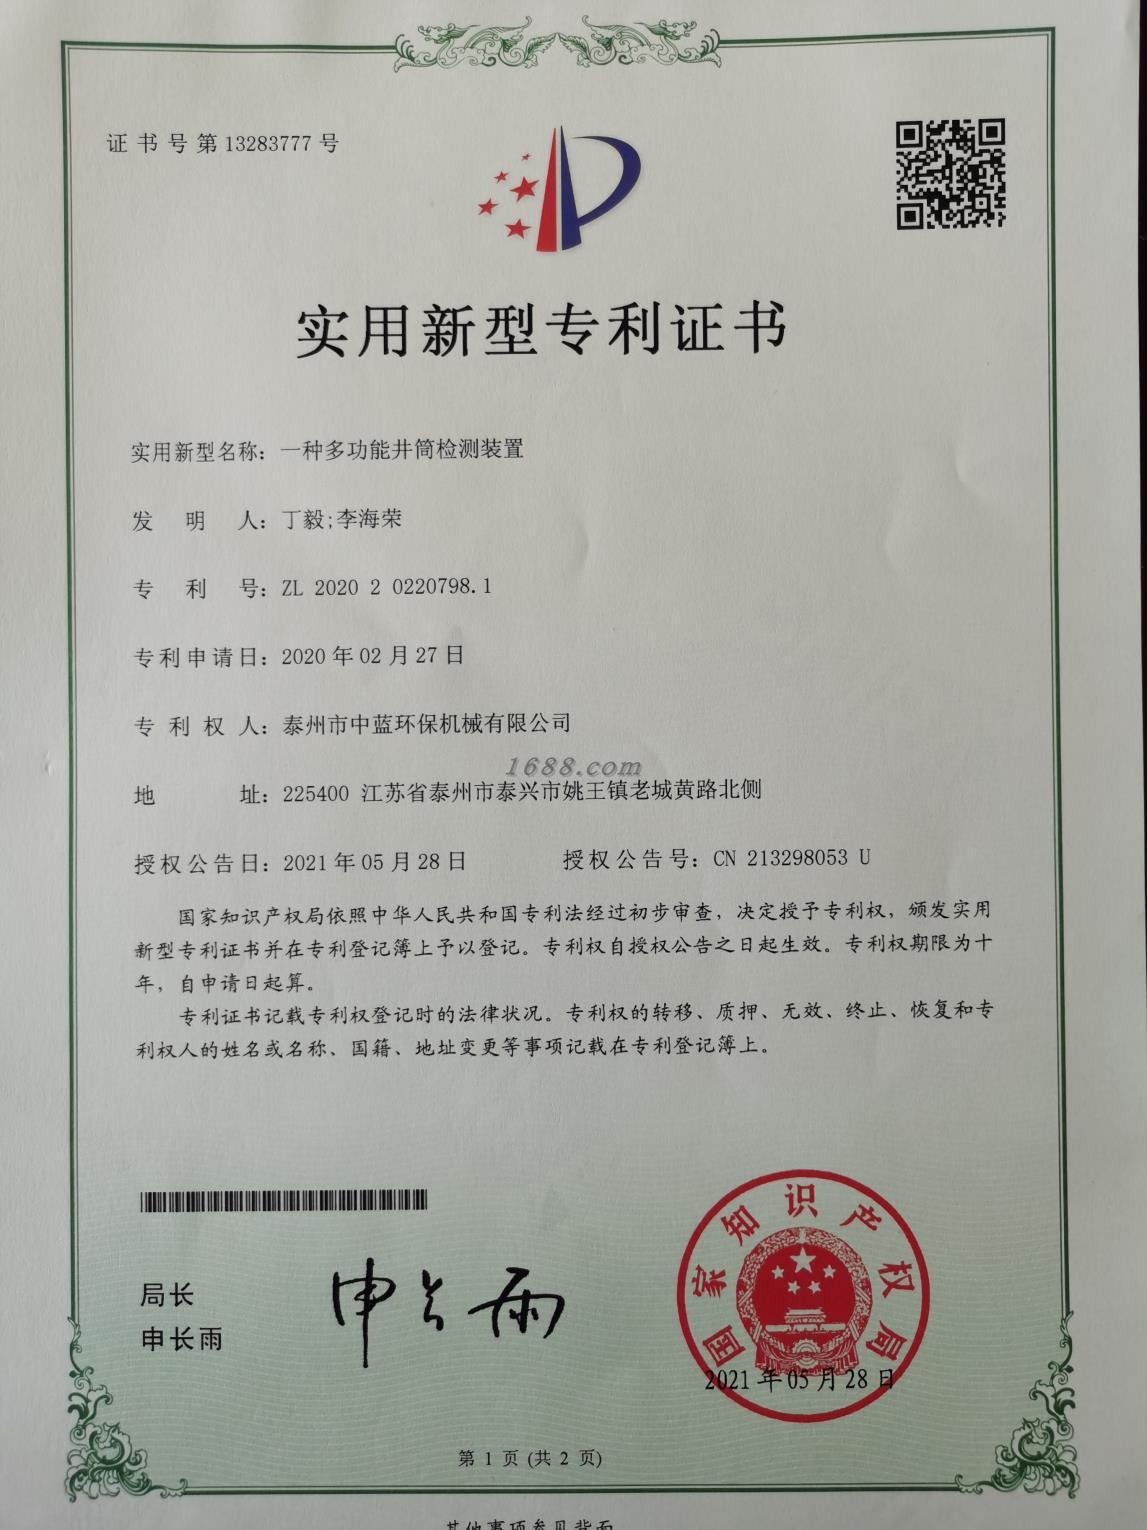 证书号第13283777号
实用新型专利证书
实用新型名称：一种多功能井筒检测装置
发明人：丁毅;李海荣
专利号：ZL 2020 2 0220798.1
专利申请日：2020年02月27日
专利权人：泰州市中蓝环保机械有限公司
1688.com
地址：225400 江苏省泰州市泰兴市姚王镇老城黄路北侧
授权公告日：2021年05月28日 授权公告号：CN 213298053 U
国家知识产权局依照中华人民共和国专利法经过初步审查，决定授予专利权，颁发实用
新型专利证书并在专利登记簿上予以登记。专利权自授权公告之日起生效。专利权期限为十
年，自申请日起算。
专利证书记载专利权登记时的法律状况。专利权的转移、质押、无效、终止、恢复和专
利权人的姓名或名称、国籍、地址变更等事项记载在专利登记簿上。
局长
申长雨
申长雨
国家知识产权局
2021年05月28日
第 1 页 (共 2 页)
其他事项参见背面